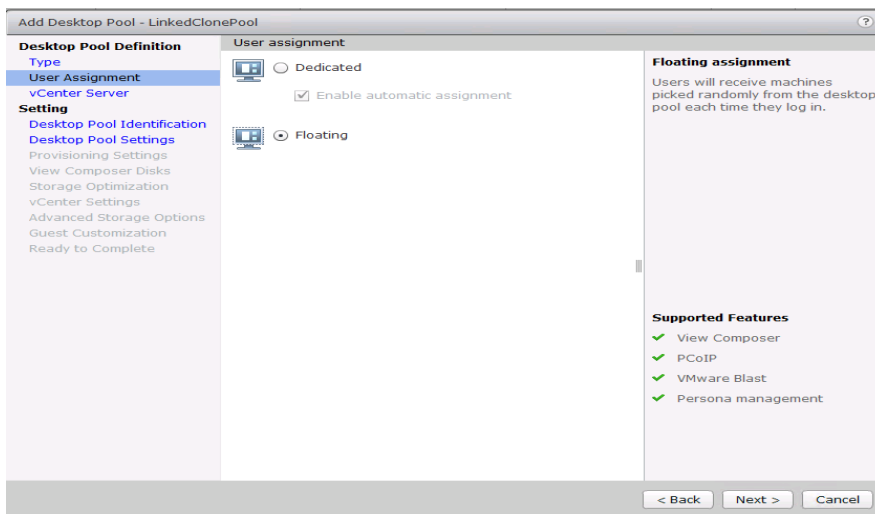 Add Desktop Pool - LinkedClonePool
?
Desktop Pool Definition
Type
User Assignment
vCenter Server
Setting
Desktop Pool Identification
Desktop Pool Settings
Provisioning Settings
View Composer Disks
Storage Optimization
vCenter Settings
Advanced Storage Options
Guest Customization
Ready to Complete
User assignment
Dedicated
Enable automatic assignment
Floating
Floating assignment
Users will receive machines
picked randomly from the desktop
pool each time they log in.
Supported Features
View Composer
PCoIP
VMware Blast
Persona management
< Back
Next >
Cancel